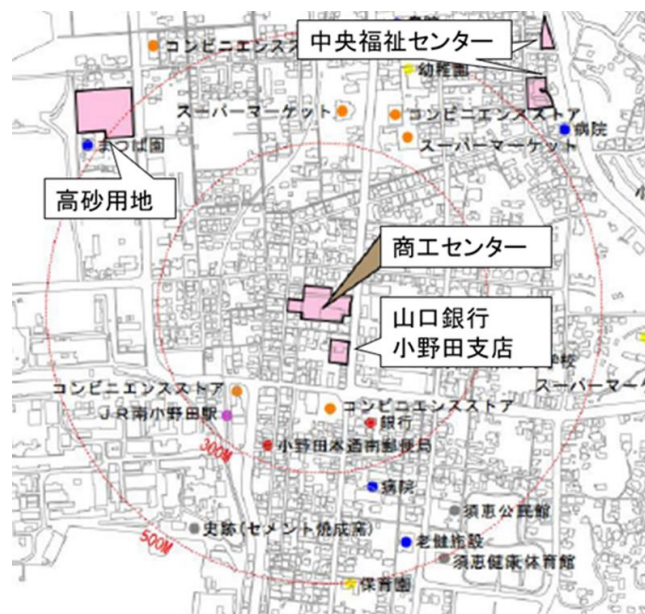 コンビニエンススト
中央福祉センター
幼稚園
スーパーマーケット
コンビニエンスストア
病院
スーパーマーケット
まつば園
高砂用地
商工センター
山口銀行
小野田支店
コンビニエンスストア
スーパーマーケ
JR南小野田駅
コンビニエンスストア
銀行
300M
小野田本通南郵便局
病院
須恵公民館
史跡(セメント焼成窯)
500M
老健施設
須恵健康体育館
保育園